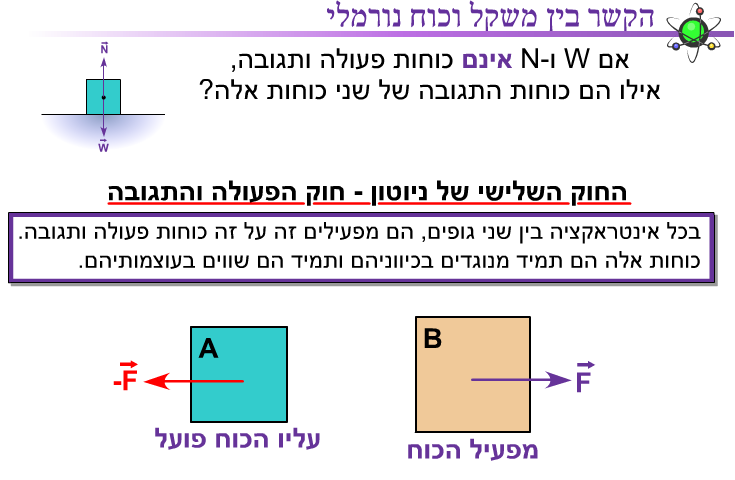 הקשר בין משקל וכוח נורמלי
אם W ו-N אינם כוחות פעולה ותגובה,
אילו הם כוחות התגובה של שני כוחות אלה?
N
W
החוק השלישי של ניוטון - חוק הפעולה והתגובה
בכל אינטראקציה בין שני גופים, הם מפעילים זה על זה כוחות פעולה ותגובה.
כוחות אלה הם תמיד מנוגדים בכיווניהם ותמיד הם שווים בעוצמותיהם.
B
A
F
-F
מפעיל הכוח
עליו הכוח פועל